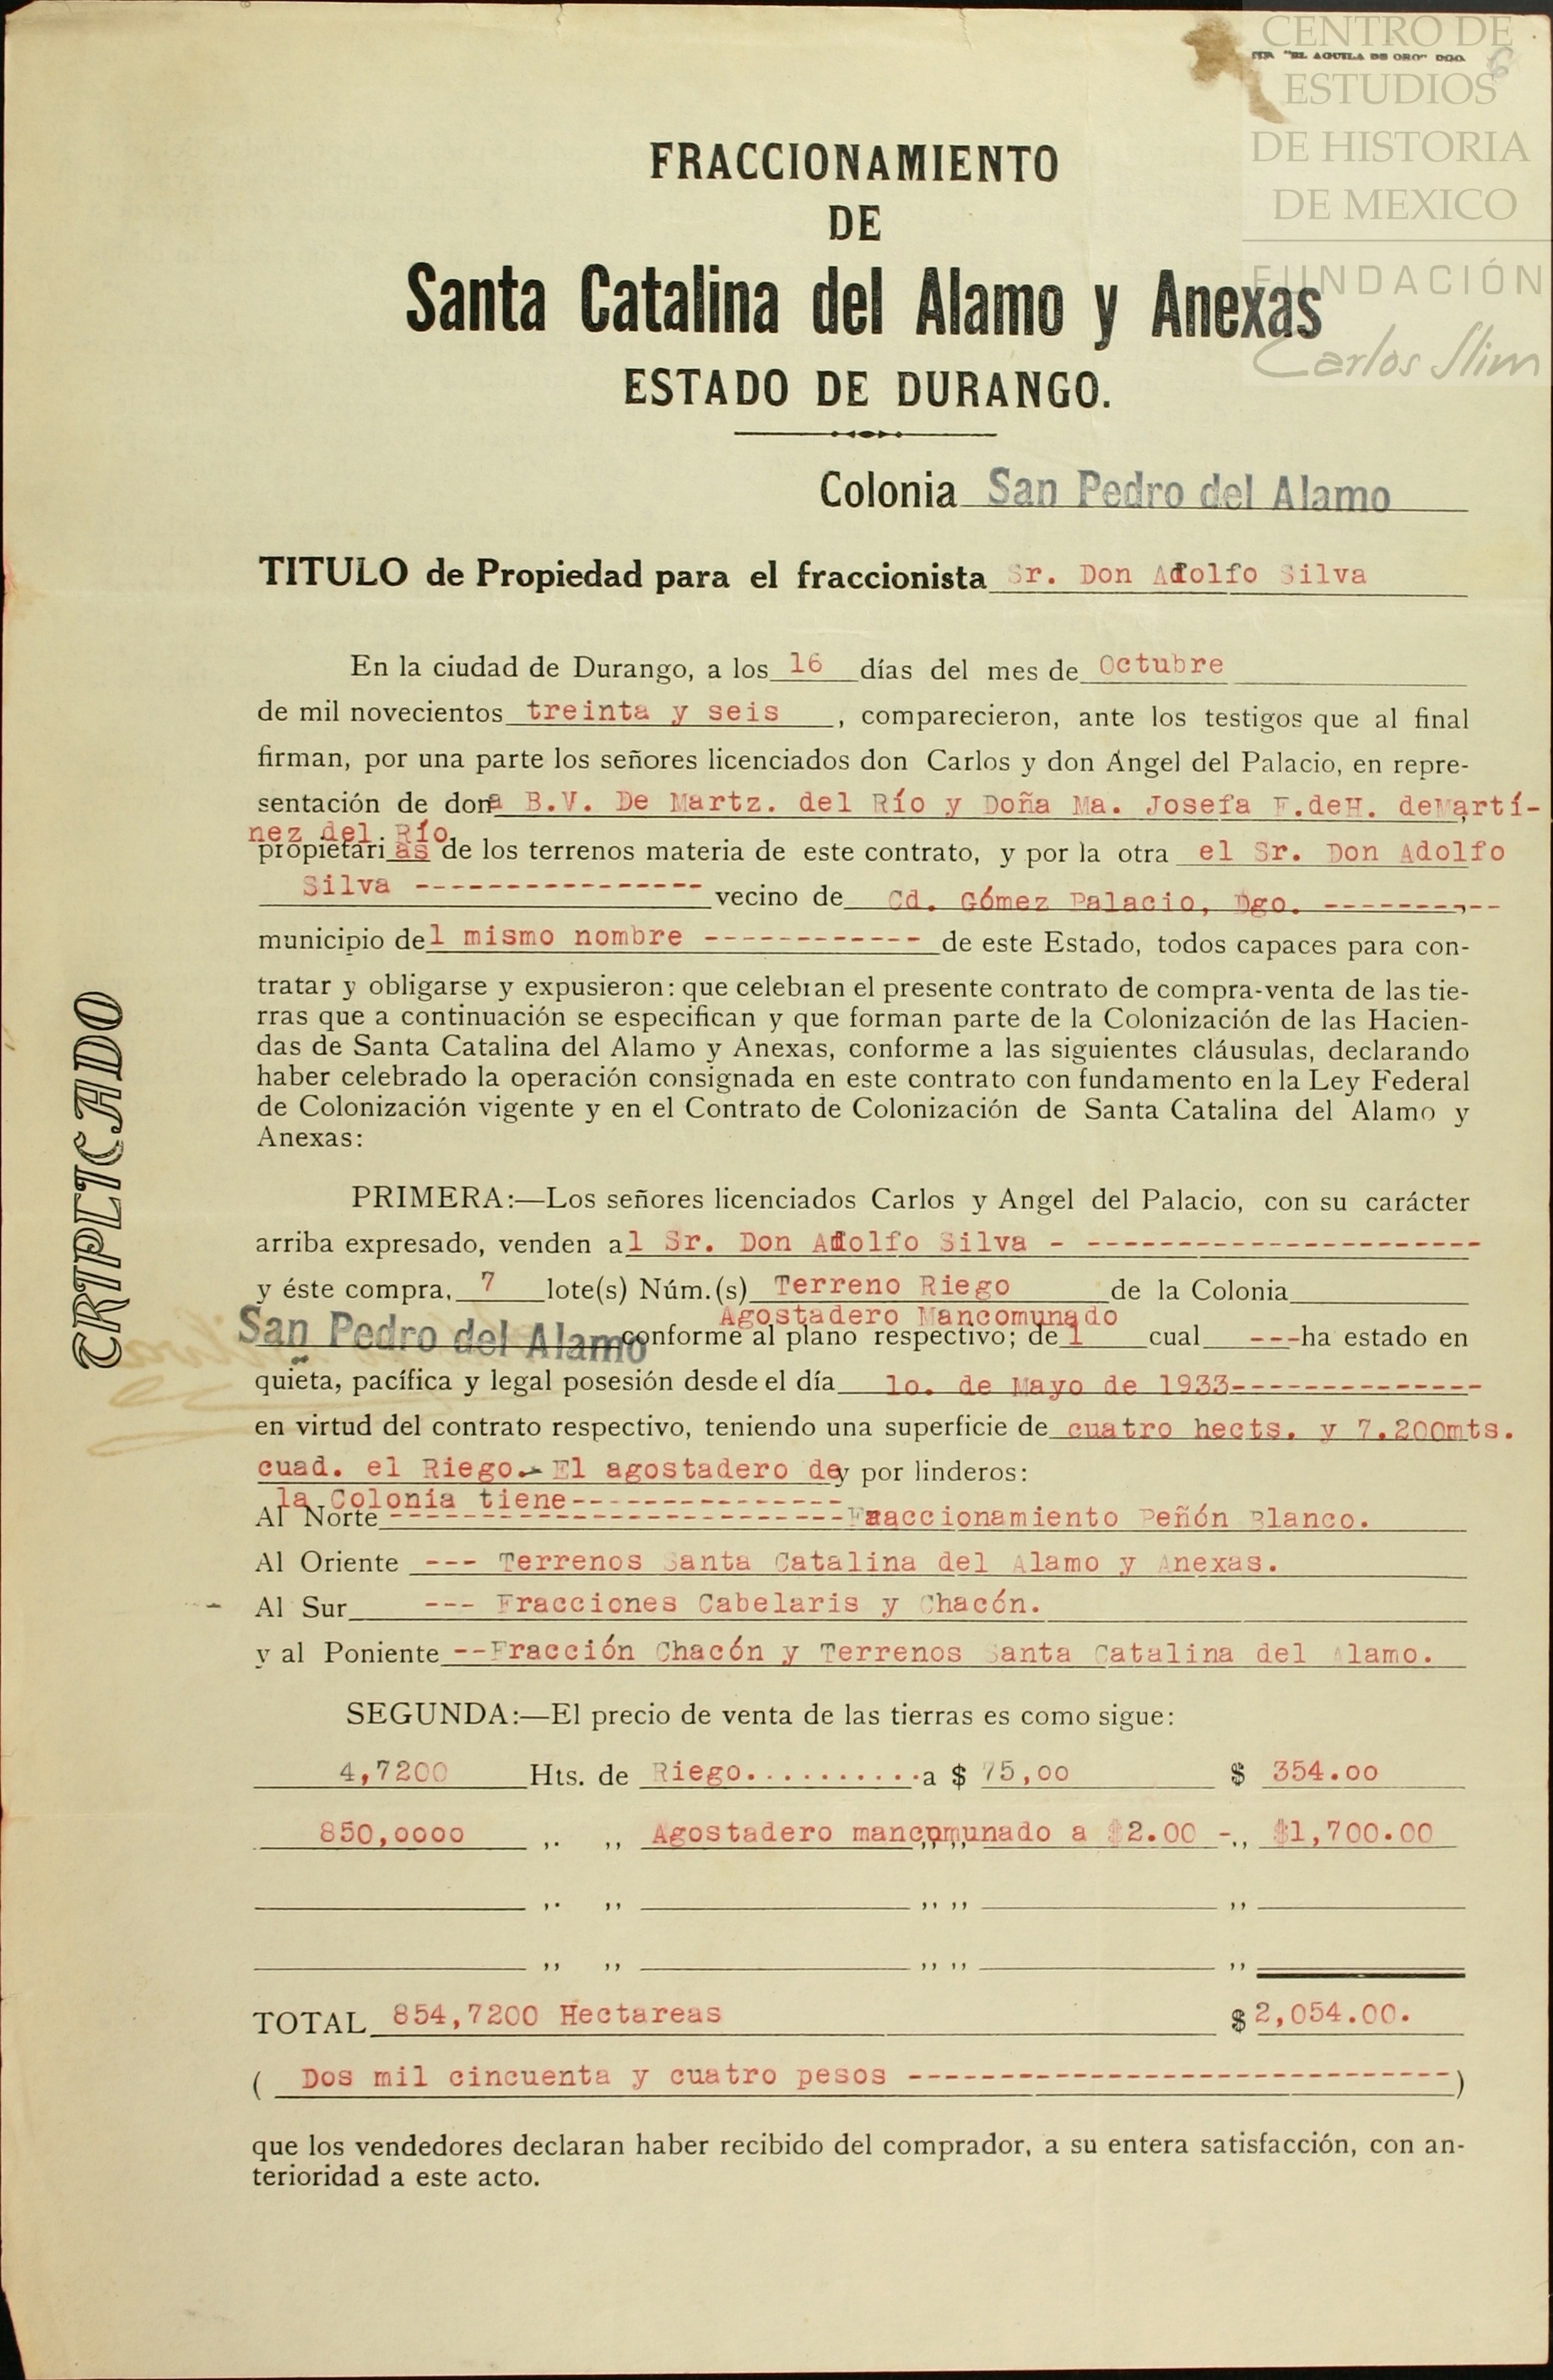 CENTRO DE
ESTUDIOS
DE HISTORIA
DE MEXICO
FUNDACIÓN
Carlos Slim
"EL AGUILA DE ORO" DGO.
FRACCIONAMIENTO
DE
Santa Catalina del Alamo y Anexas
ESTADO DE DURANGO.
Colonia San Pedro del Alamo
TITULO de Propiedad para el fraccionista Sr. Don Adolfo Silva
En la ciudad de Durango, a los 16 días del mes de Octubre
de mil novecientos treinta y seis, comparecieron, ante los testigos que al final
firman, por una parte los señores licenciados don Carlos y don Angel del Palacio, en repre-
sentación de doña B.V. De Martz. del Río y Doña Ma. Josefa F.deH. deMartí-
nez del Río
propietarias de los terrenos materia de este contrato, y por la otra el Sr. Don Adolfo
Silva ---------------- vecino de Cd. Gómez Palacio, Dgo. ----------
municipio del mismo nombre ------------ de este Estado, todos capaces para con-
tratar y obligarse y expusieron: que celebran el presente contrato de compra-venta de las tie-
rras que a continuación se especifican y que forman parte de la Colonización de las Hacien-
das de Santa Catalina del Alamo y Anexas, conforme a las siguientes cláusulas, declarando
haber celebrado la operación consignada en este contrato con fundamento en la Ley Federal
de Colonización vigente y en el Contrato de Colonización de Santa Catalina del Alamo y
Anexas:
TRIPLICADO
PRIMERA:—Los señores licenciados Carlos y Angel del Palacio, con su carácter
arriba expresado, venden al Sr. Don Adolfo Silva - ----------------------
y éste compra, 7 lote(s) Núm.(s) Terreno Riego de la Colonia
Agostadero Mancomunado
San Pedro del Alamo conforme al plano respectivo; del cual ---ha estado en
quieta, pacífica y legal posesión desde el día 1o. de Mayo de 1933--------------
en virtud del contrato respectivo, teniendo una superficie de cuatro hects. y 7.200mts.
cuad. el Riego.- El agostadero de y por linderos:
la Colonia tiene---------------
Al Norte -------------------------Fraccionamiento Peñón Blanco.
Al Oriente --- Terrenos Santa Catalina del Alamo y Anexas.
Al Sur --- Fracciones Cabelaris y Chacón.
y al Poniente --Fracción Chacón y Terrenos Santa Catalina del Alamo.
SEGUNDA:—El precio de venta de las tierras es como sigue:
4,7200 Hts. de Riego..........a $ 75,00 $ 354.00
850,0000 ,, ,, Agostadero mancomunado a $2.00 -,, $1,700.00
,, ,, ,, ,, ,,
,, ,, ,, ,, ,,
TOTAL 854,7200 Hectareas $ 2,054.00.
( Dos mil cincuenta y cuatro pesos ------------------------------)
que los vendedores declaran haber recibido del comprador, a su entera satisfacción, con an-
terioridad a este acto.